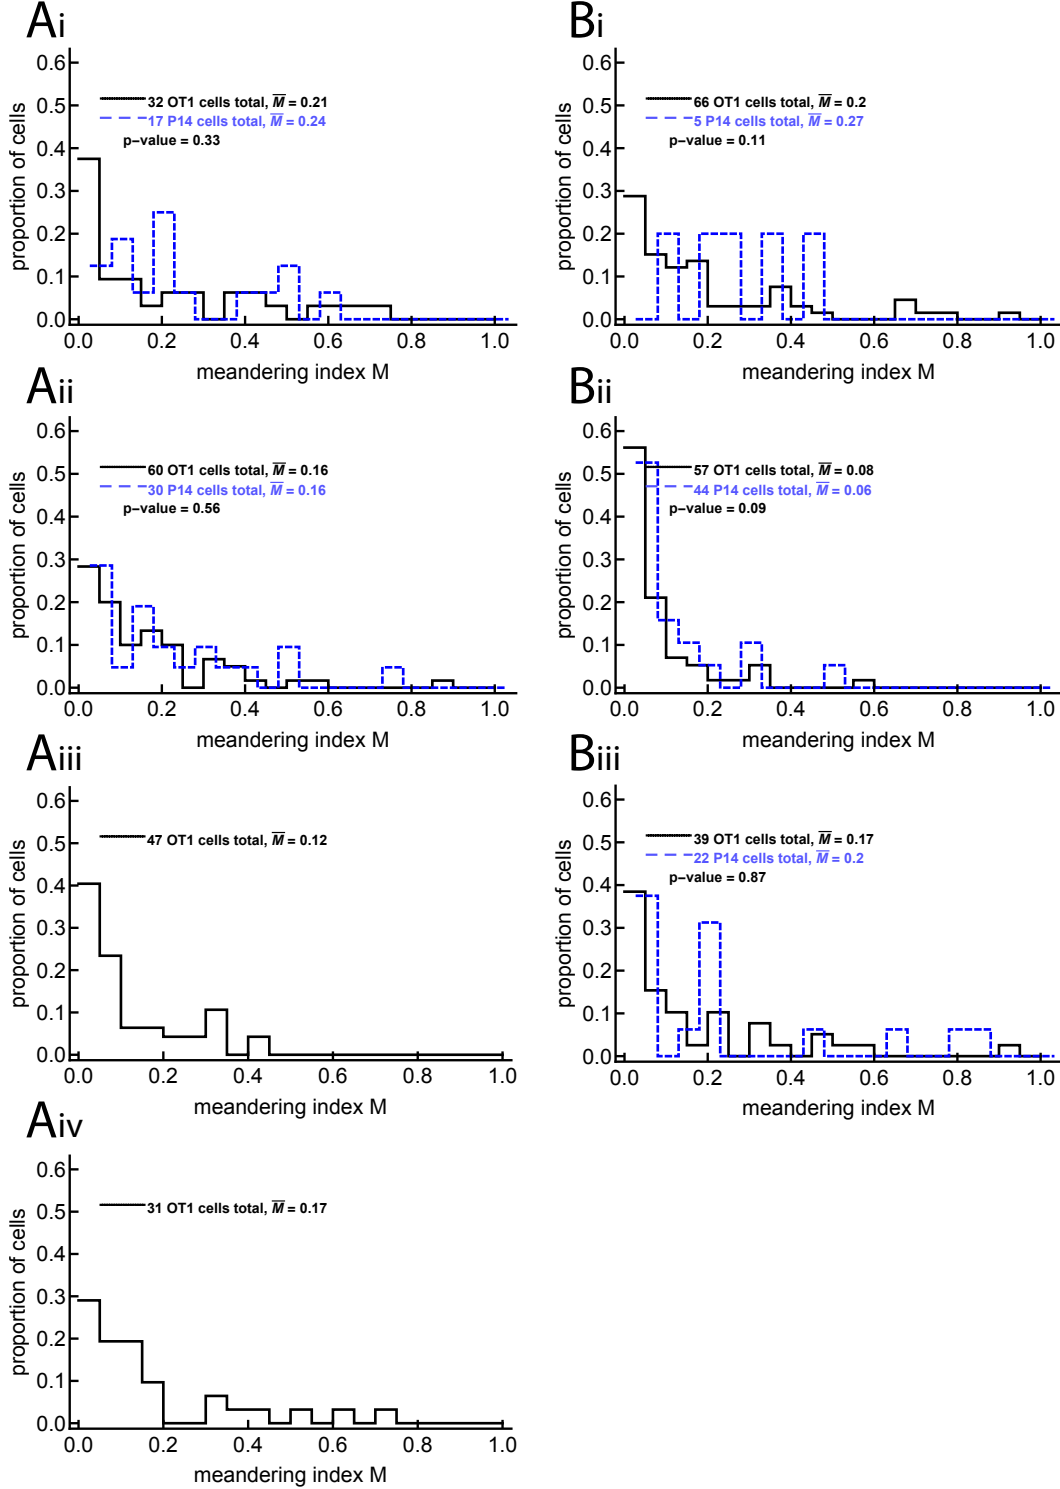 Ai
0.6
0.5
0.4
0.3
0.2
0.1
0.0
proportion of cells
32 OT1 cells total, M̅ = 0.21
17 P14 cells total, M̅ = 0.24
p−value = 0.33
0.0 0.2 0.4 0.6 0.8 1.0
meandering index M
Bi
0.6
0.5
0.4
0.3
0.2
0.1
0.0
proportion of cells
66 OT1 cells total, M̅ = 0.2
5 P14 cells total, M̅ = 0.27
p−value = 0.11
0.0 0.2 0.4 0.6 0.8 1.0
meandering index M
Aii
0.6
0.5
0.4
0.3
0.2
0.1
0.0
proportion of cells
60 OT1 cells total, M̅ = 0.16
30 P14 cells total, M̅ = 0.16
p−value = 0.56
0.0 0.2 0.4 0.6 0.8 1.0
meandering index M
Bii
0.6
0.5
0.4
0.3
0.2
0.1
0.0
proportion of cells
57 OT1 cells total, M̅ = 0.08
44 P14 cells total, M̅ = 0.06
p−value = 0.09
0.0 0.2 0.4 0.6 0.8 1.0
meandering index M
Aiii
0.6
0.5
0.4
0.3
0.2
0.1
0.0
proportion of cells
47 OT1 cells total, M̅ = 0.12
0.0 0.2 0.4 0.6 0.8 1.0
meandering index M
Biii
0.6
0.5
0.4
0.3
0.2
0.1
0.0
proportion of cells
39 OT1 cells total, M̅ = 0.17
22 P14 cells total, M̅ = 0.2
p−value = 0.87
0.0 0.2 0.4 0.6 0.8 1.0
meandering index M
Aiv
0.6
0.5
0.4
0.3
0.2
0.1
0.0
proportion of cells
31 OT1 cells total, M̅ = 0.17
0.0 0.2 0.4 0.6 0.8 1.0
meandering index M